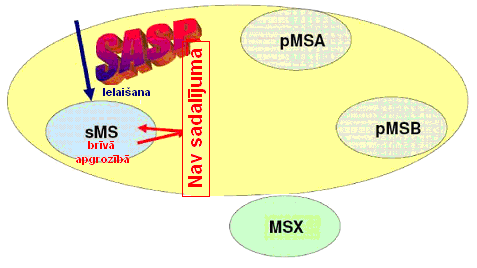 SASP
Ielaišana
sMS
brīvā
apgrozībā
Nav sadalījuma
pMSA
pMSB
MSX